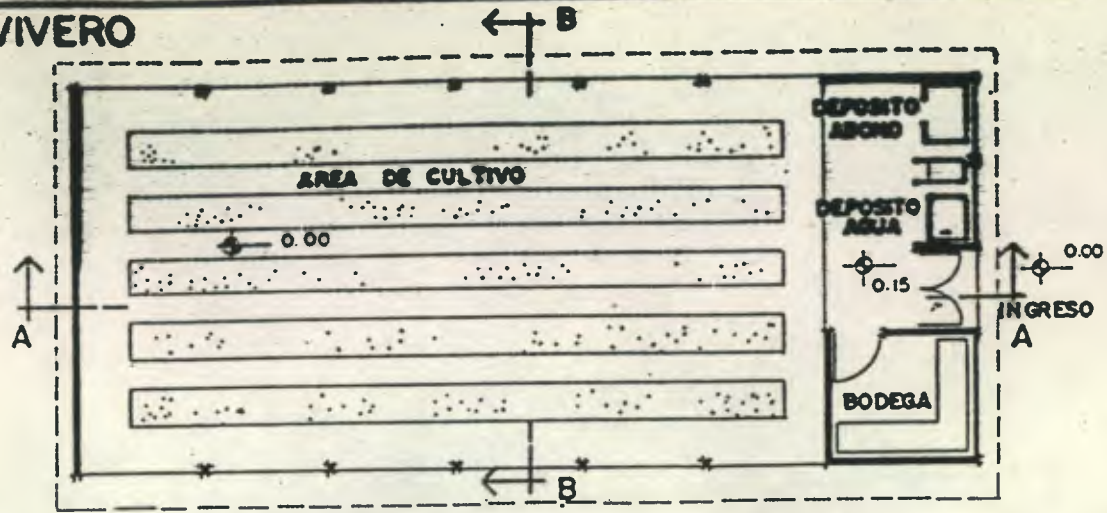 VIVERO
B
DEPOSITO
ABONO
AREA DE CULTIVO
DEPOSITO
AGUA
0.00
0.00
0.15
INGRESO
A
A
BODEGA
B